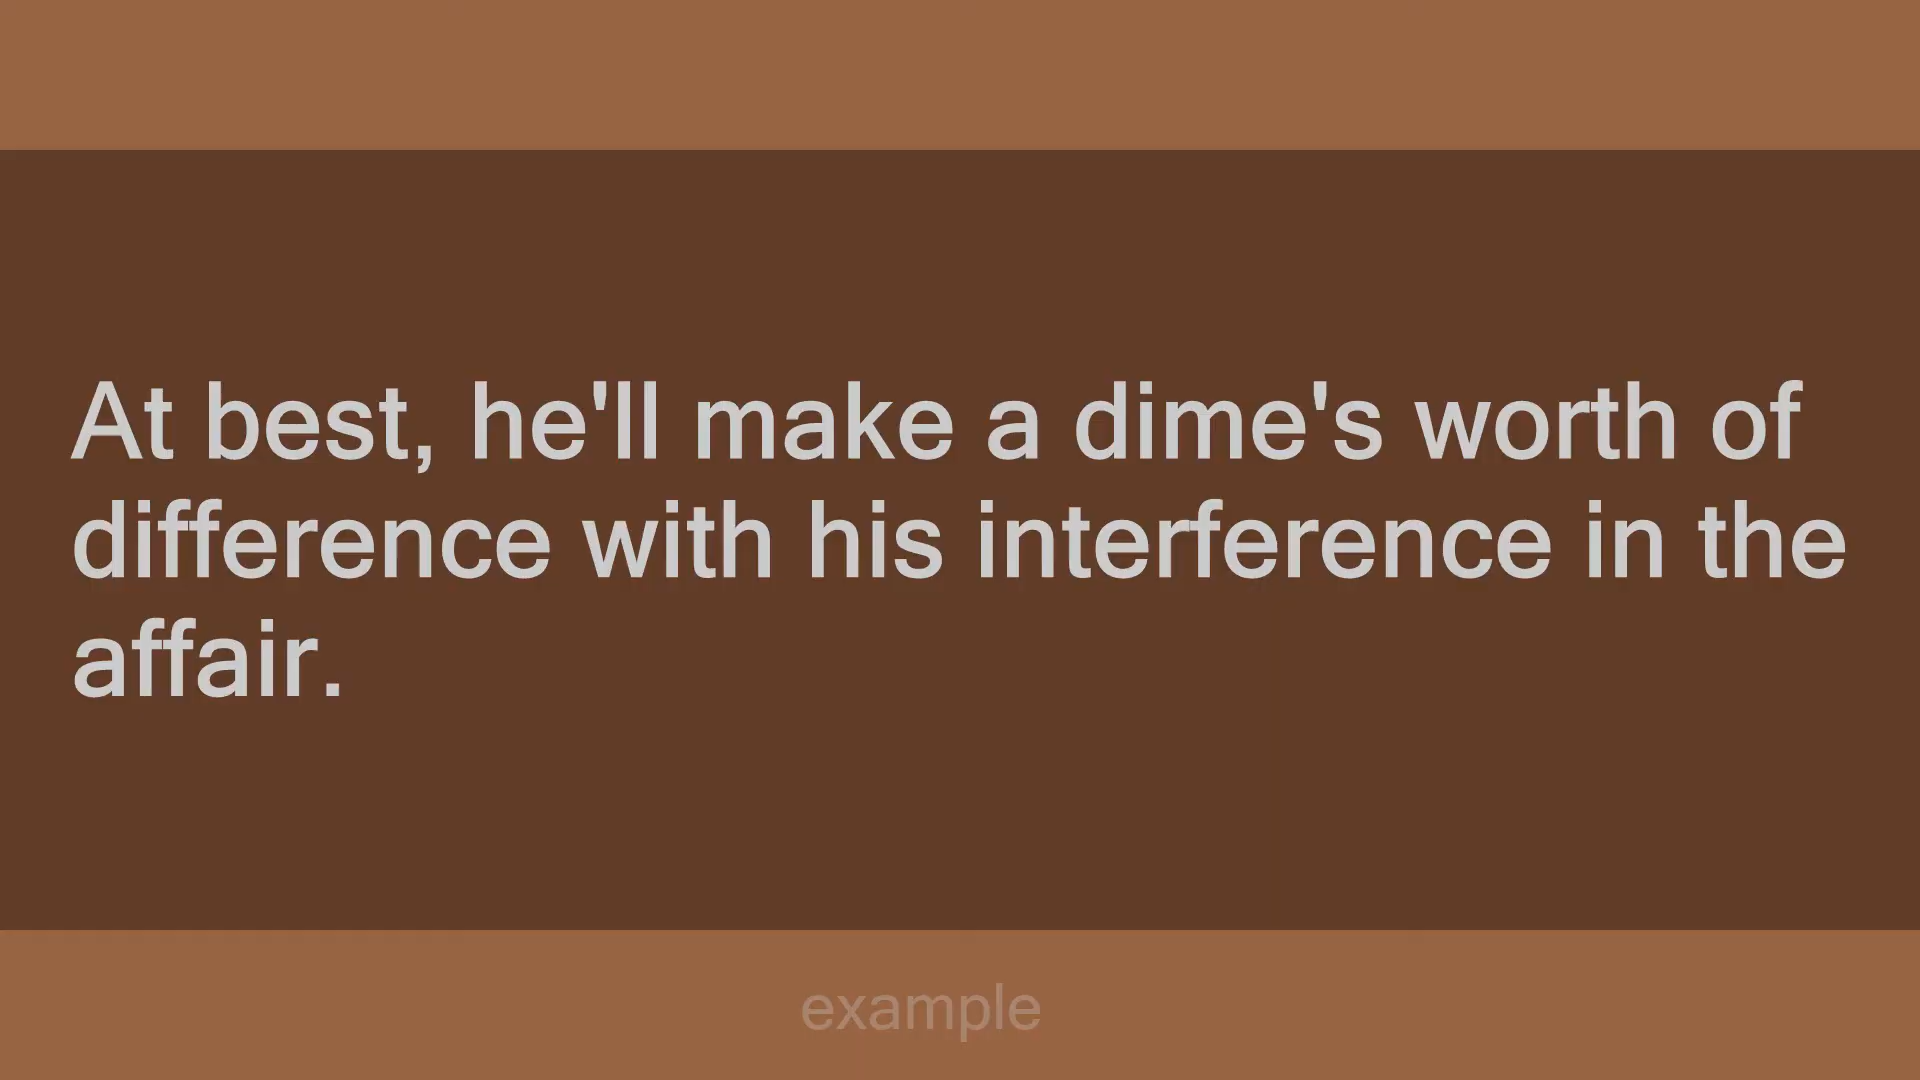 At best, he'll make a dime's worth of
difference with his interference in the
affair.
example